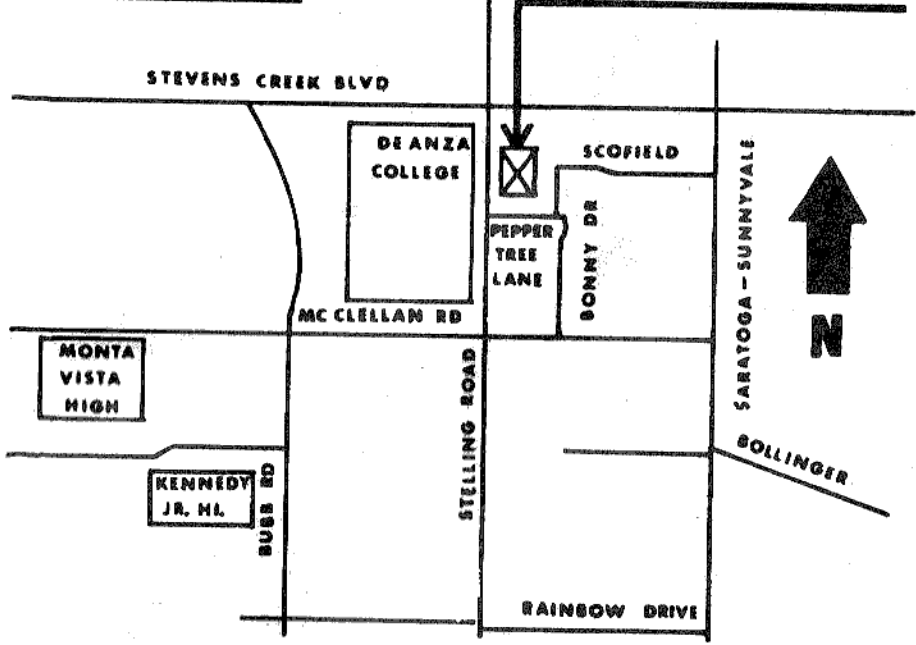 STEVENS CREEK BLVD
DE ANZA
COLLEGE
SCOFIELD
SARATOGA - SUNNYVALE
PEPPER
TREE
LANE
BONNY DR
MC CLELLAN RD
N
MONTA
VISTA
HIGH
STELLING ROAD
BOLLINGER
KENNEDY
JR. HI.
BUBB RD
RAINBOW DRIVE